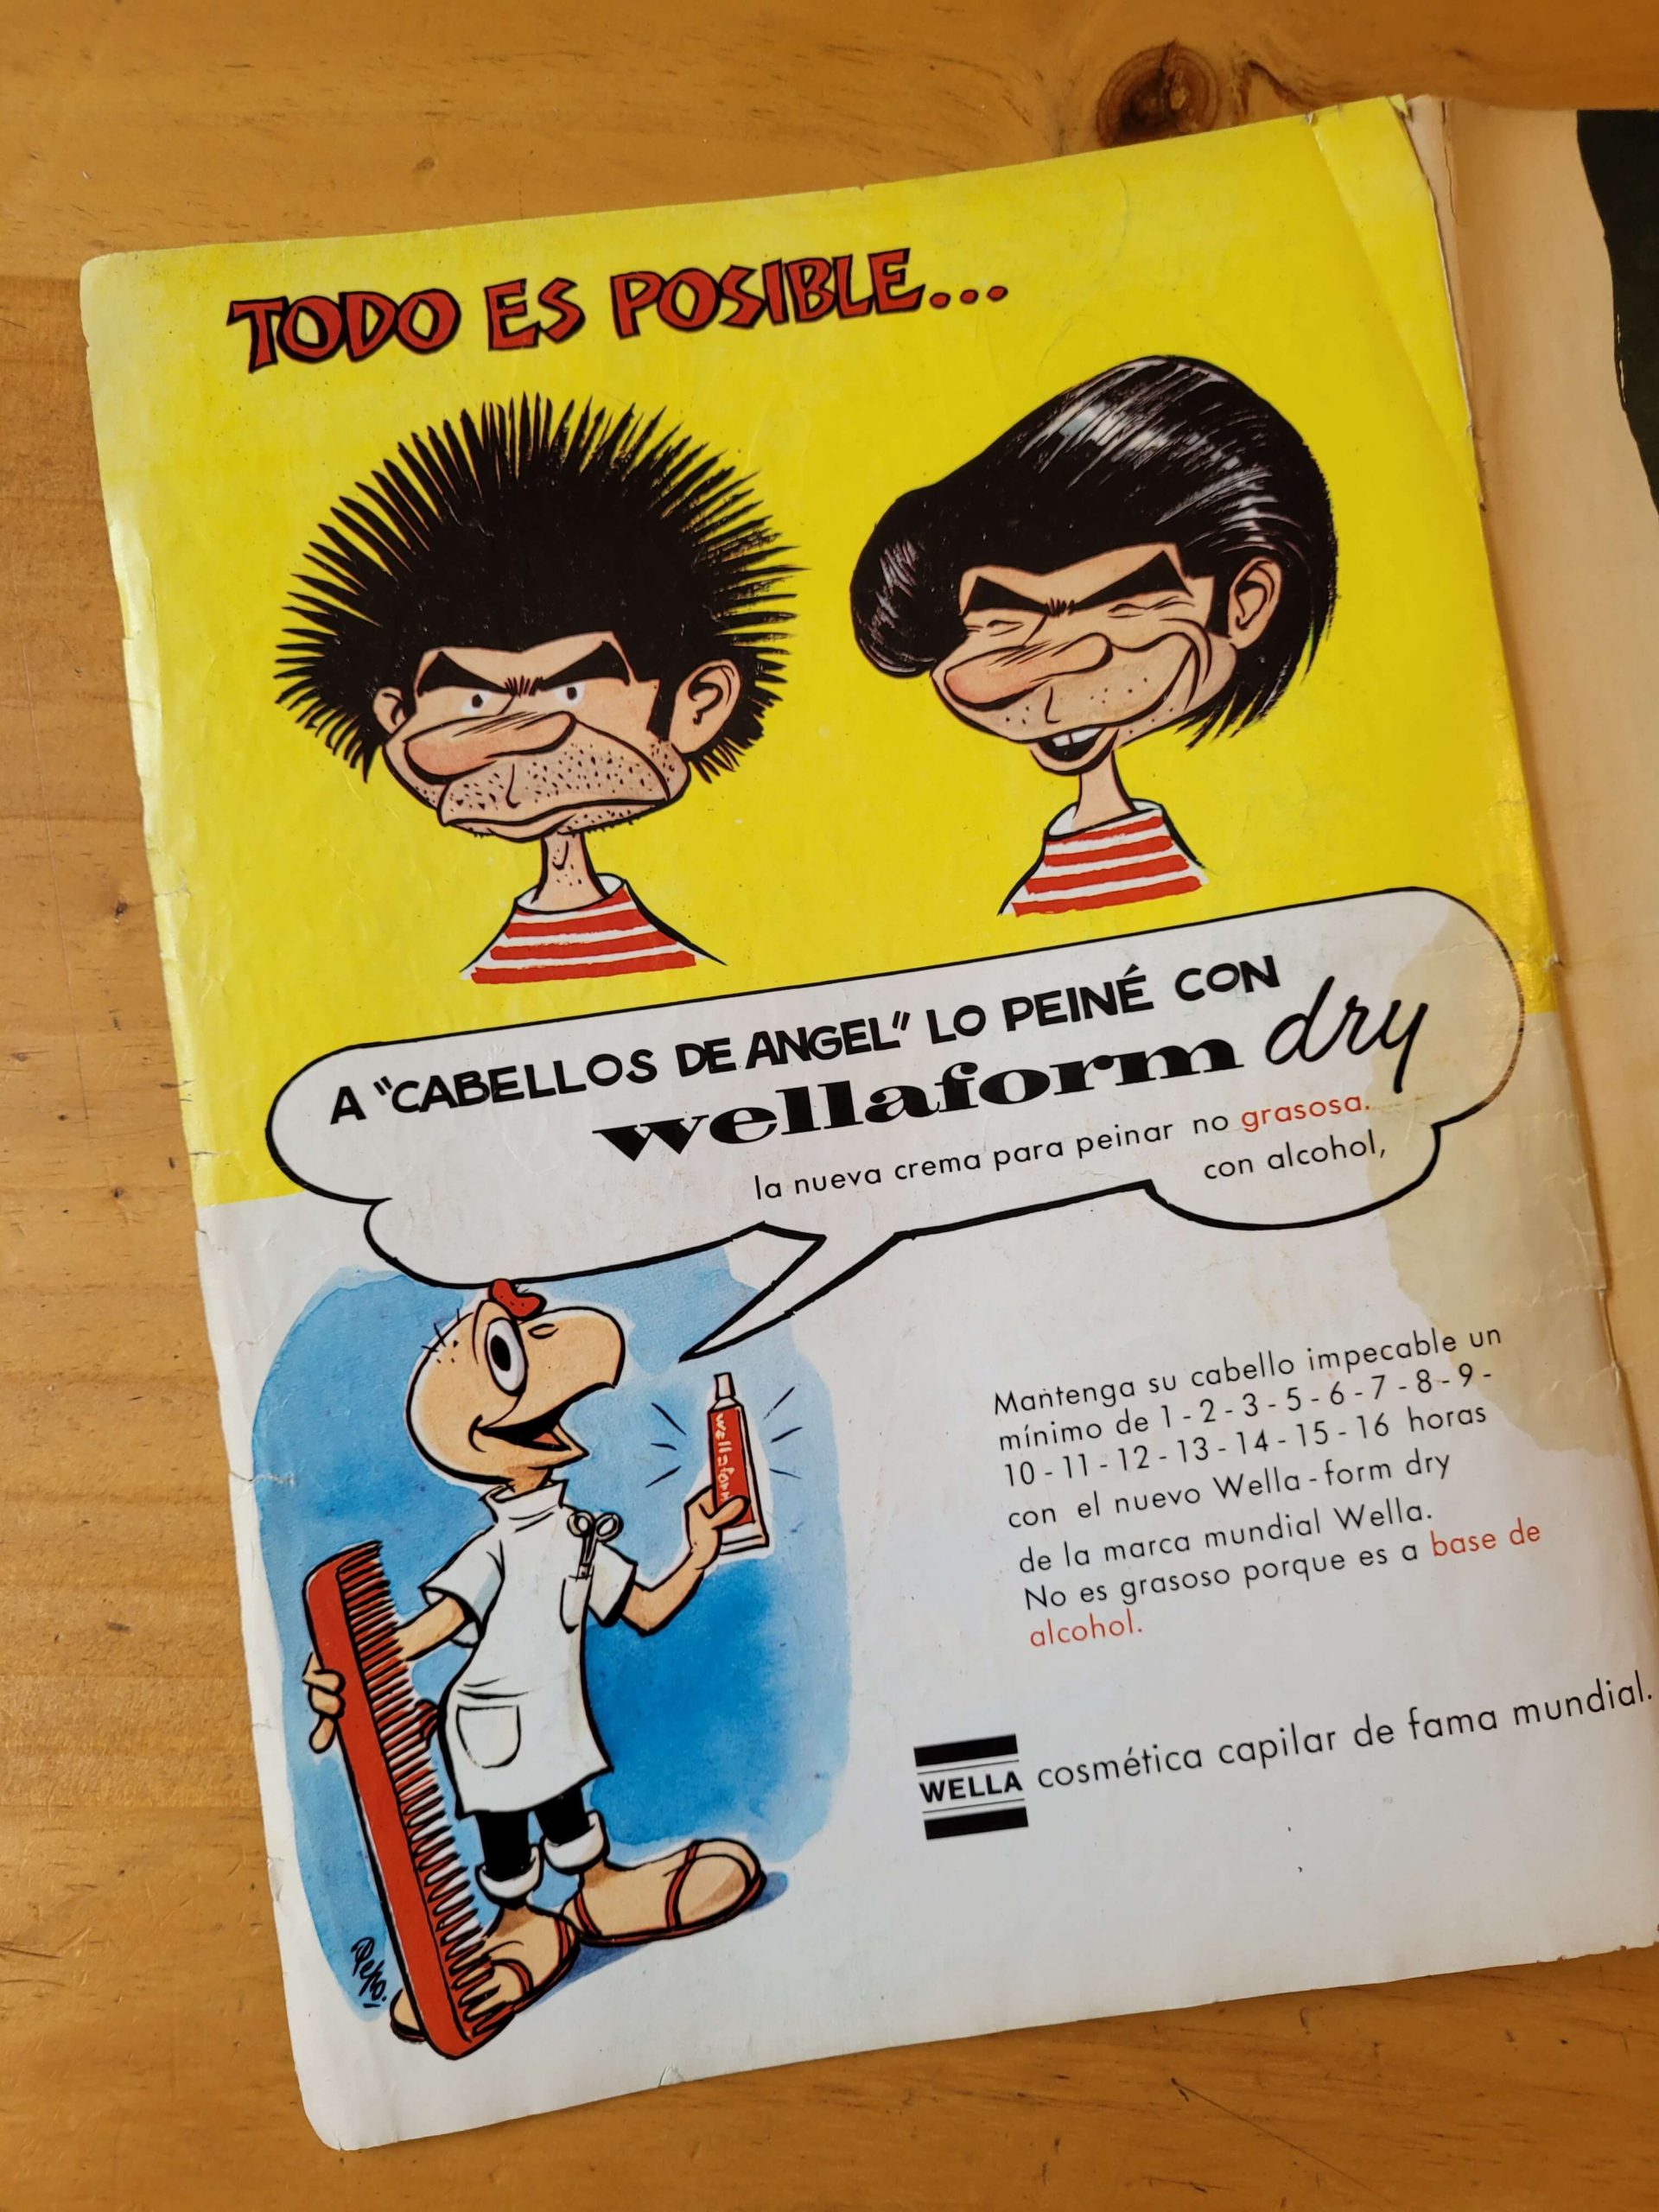 TODO ES POSIBLE...
A "CABELLOS DE ANGEL" LO PEINÉ CON
wellaform dry
la nueva crema para peinar no grasosa.
con alcohol,
wellaform
Mantenga su cabello impecable un
mínimo de 1 - 2 - 3 - 5 - 6 - 7 - 8 - 9 -
10 - 11 - 12 - 13 - 14 - 15 - 16 horas
con el nuevo Wella - form dry
de la marca mundial Wella.
No es grasoso porque es a base de
alcohol.
WELLA cosmética capilar de fama mundial.
Pepo.